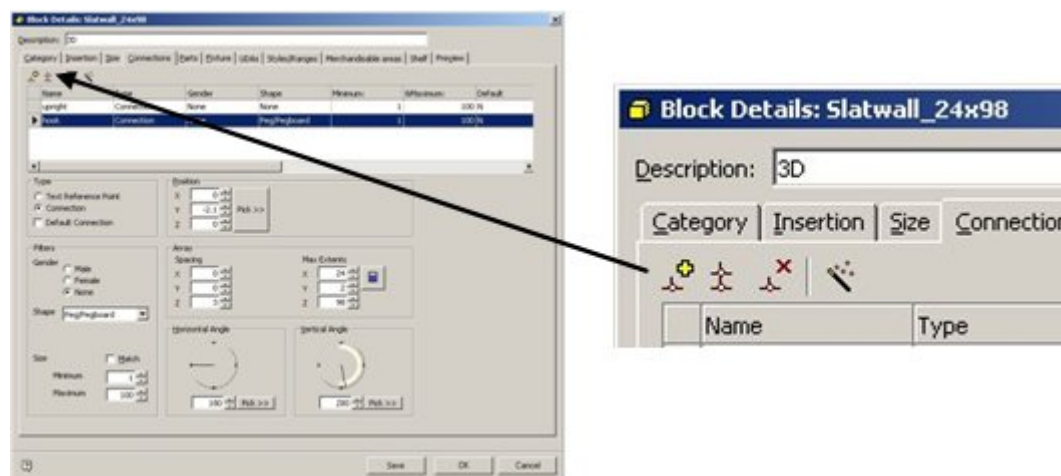 Block Details: Slatwall_24x98
Description: 3D
Category Insertion Size Connections Parts Fixture UDAs Styles/Ranges Merchandisable areas Shelf Preview
Name Type Gender Shape Minimum Maximum Default
upright Connection None None 1 100 N
hook Connection None Peg/Pegboard 1 100 N
Type
Text Reference Point
Connection
Default Connection
Position
X 0
Y -2.1 Pick >>
Z 0
Filters
Gender
Male
Female
None
Shape Peg/Pegboard
Size Match
Minimum 1
Maximum 100
Array
Spacing Max Extents
X 0 X 24
Y 0 Y 2
Z 3 Z 98
Horizontal Angle Vertical Angle
180 Pick >> 280 Pick >>
Save OK Cancel
Block Details: Slatwall_24x98
Description: 3D
Category Insertion Size Connection
Name Type